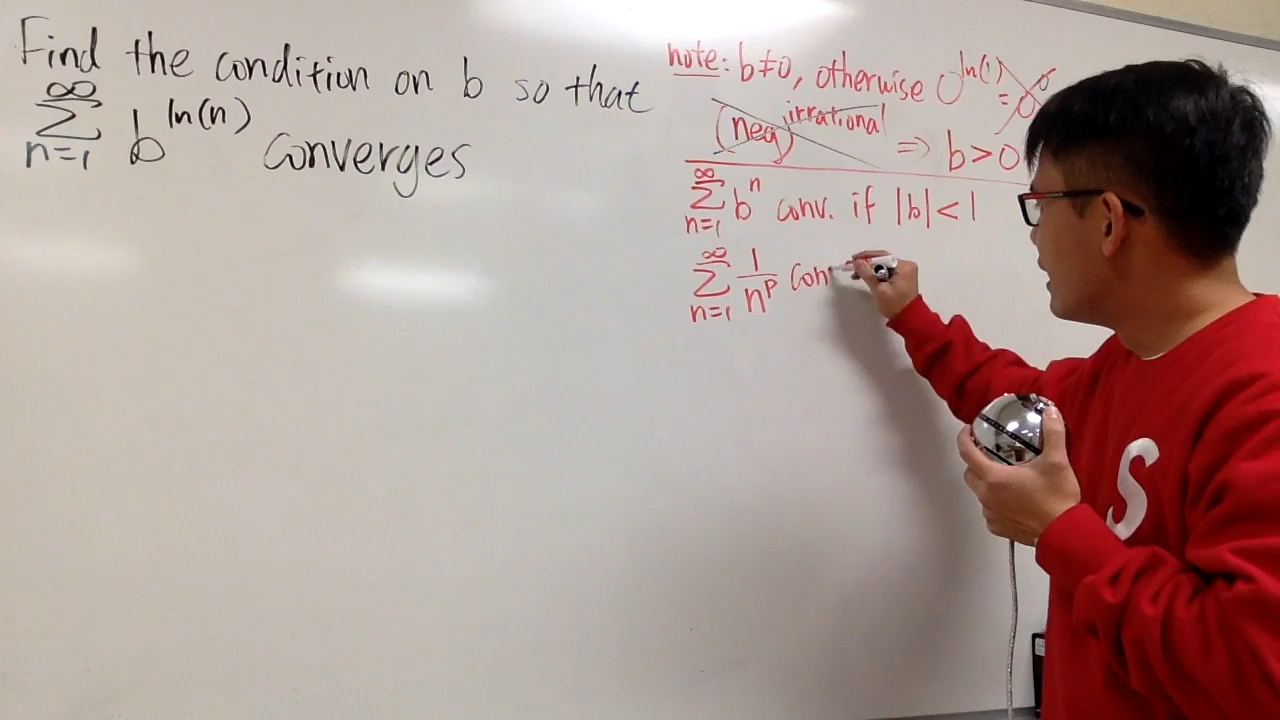 Find the condition on b so that
∞
∑ b^ln(n) converges
n=1
note: b≠0, otherwise 0^ln(1) = 0^0
(neg)^irrational ⇒ b>0
∞
∑ b^n conv. if |b|<1
n=1
∞
∑ 1/n^p con
n=1
S